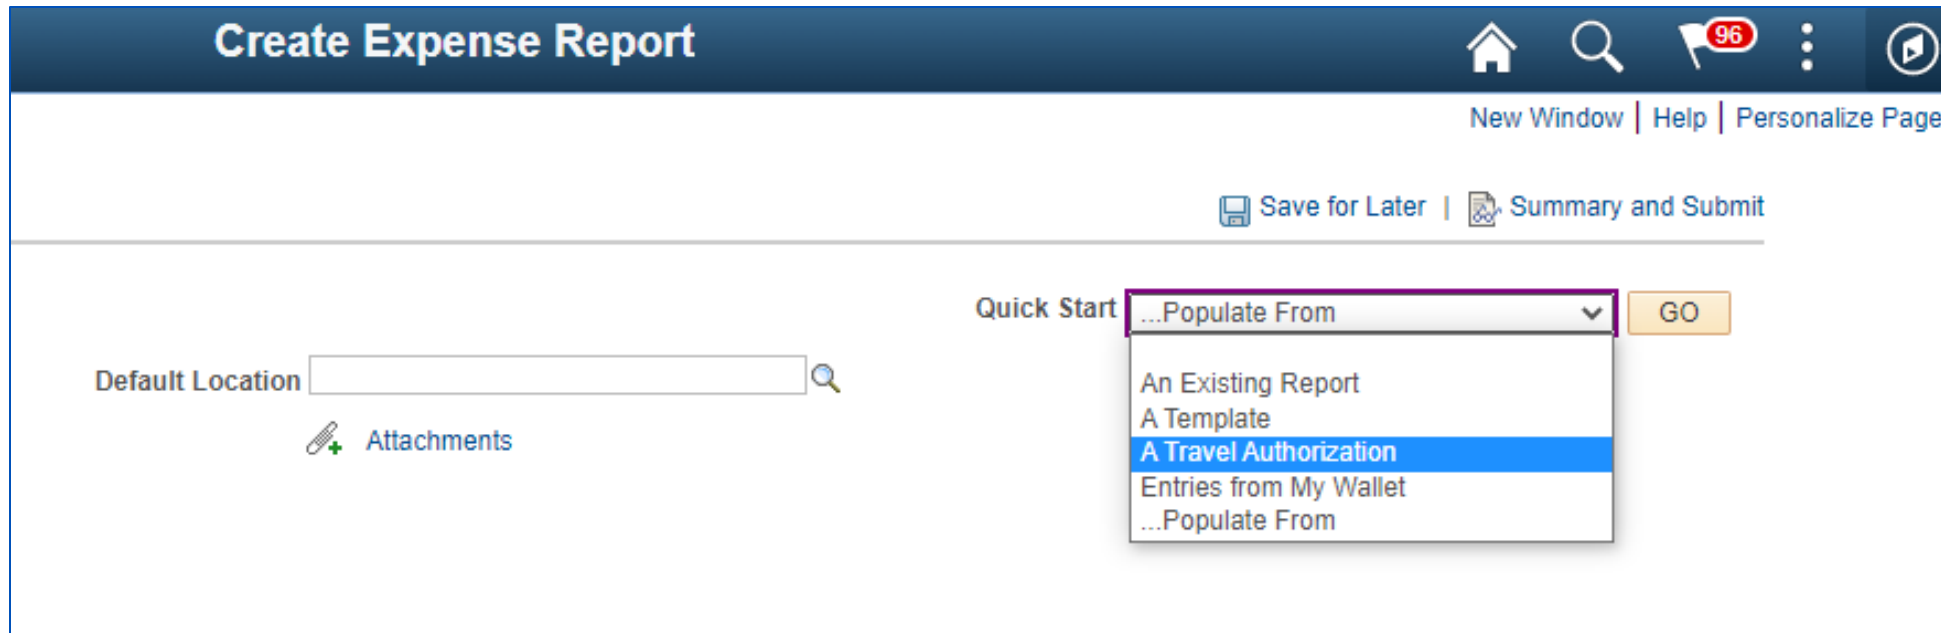 Create Expense Report
96
New Window | Help | Personalize Page
Save for Later | Summary and Submit
Quick Start ...Populate From GO
Default Location
An Existing Report
A Template
A Travel Authorization
Entries from My Wallet
...Populate From
Attachments